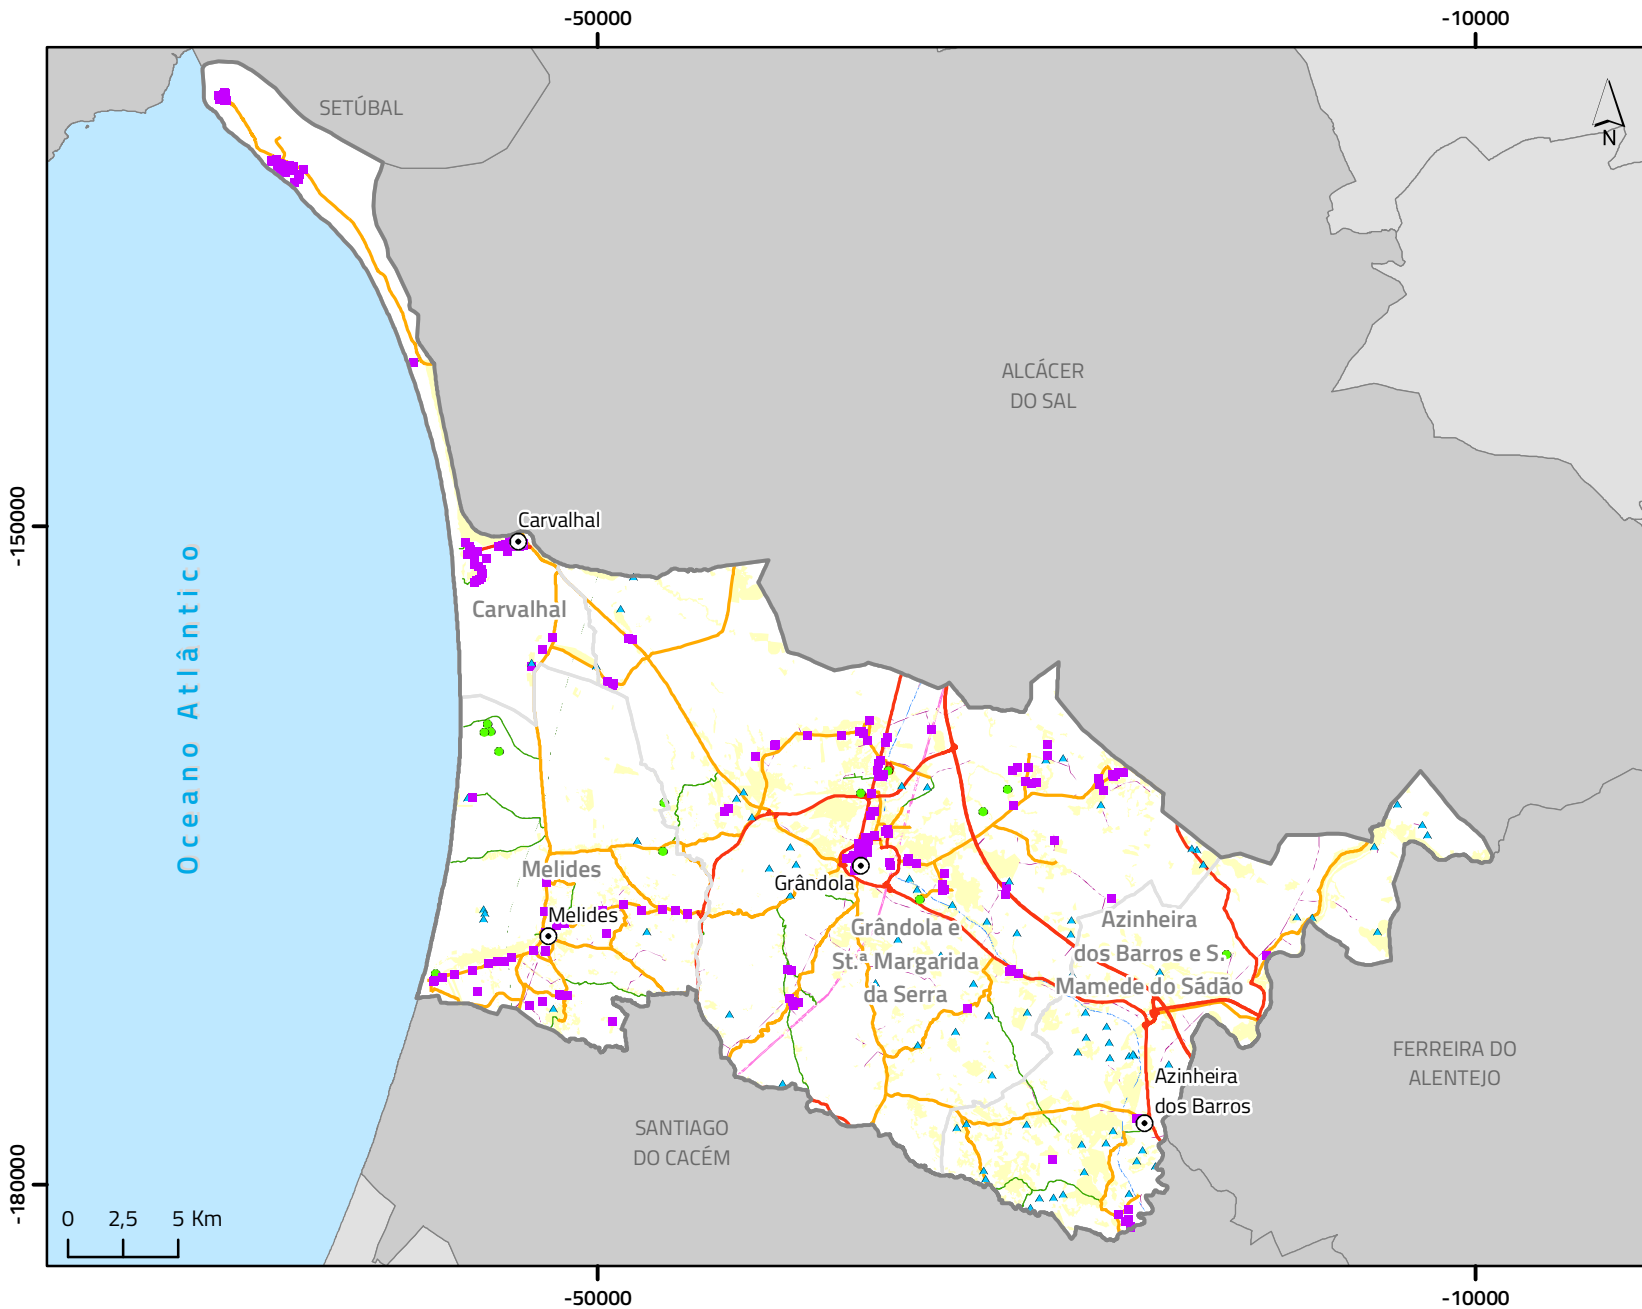 -50000
-10000
SETÚBAL
N
ALCÁCER
DO SAL
-150000
Carvalhal
Oceano Atlântico
Carvalhal
Melides
Grândola
Melides
Grândola e
St.ª Margarida
da Serra
Azinheira
dos Barros e S.
Mamede do Sádão
FERREIRA DO
ALENTEJO
Azinheira
dos Barros
SANTIAGO
DO CACÉM
-180000
0 2,5 5 Km
-50000
-10000